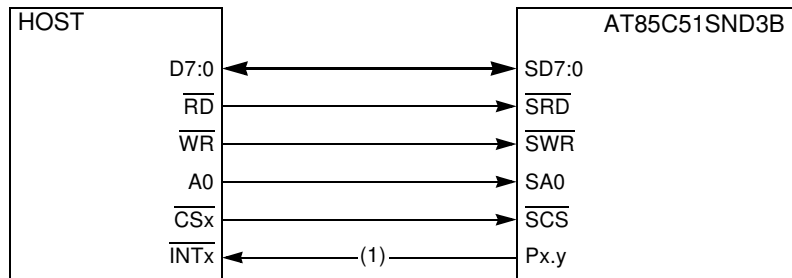 HOST AT85C51SND3B
D7:0 SD7:0
RD SRD
WR SWR
A0 SA0
CSx SCS
INTx (1) Px.y